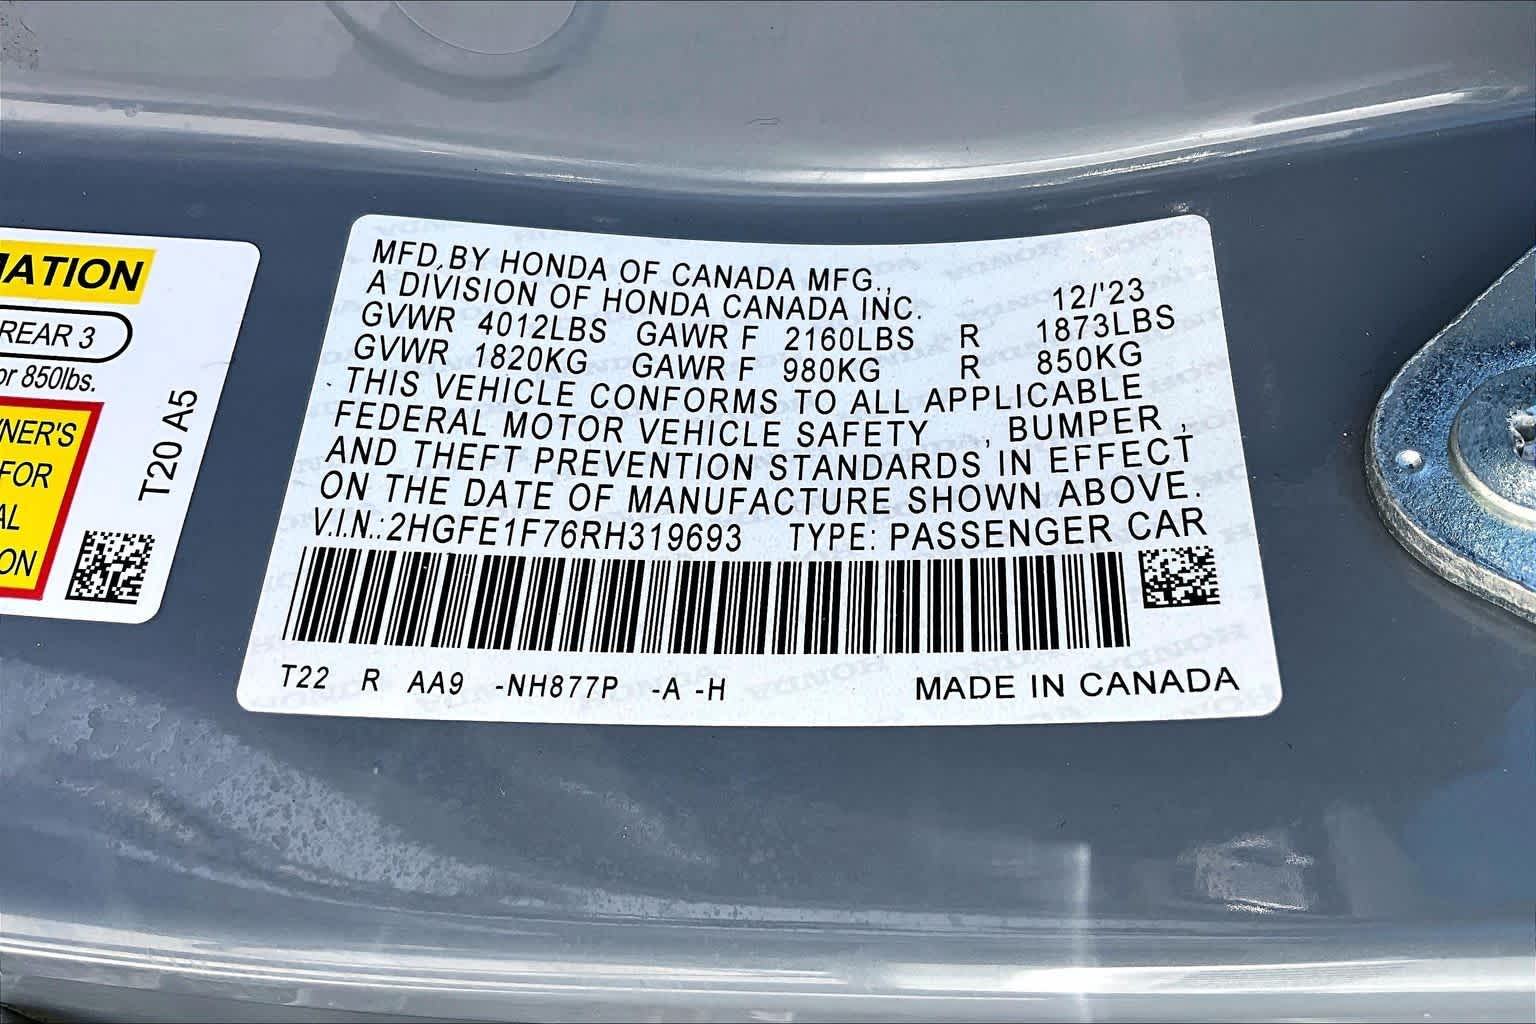 MATION
REAR 3
or 850lbs.
NER'S
FOR
AL
ON
T20 A5
MFD.BY HONDA OF CANADA MFG.,
A DIVISION OF HONDA CANADA INC. 12/'23
GVWR 4012LBS GAWR F 2160LBS R 1873LBS
GVWR 1820KG GAWR F 980KG R 850KG
THIS VEHICLE CONFORMS TO ALL APPLICABLE
FEDERAL MOTOR VEHICLE SAFETY , BUMPER ,
AND THEFT PREVENTION STANDARDS IN EFFECT
ON THE DATE OF MANUFACTURE SHOWN ABOVE.
V.I.N.:2HGFE1F76RH319693 TYPE: PASSENGER CAR
T22 R AA9 -NH877P -A -H MADE IN CANADA